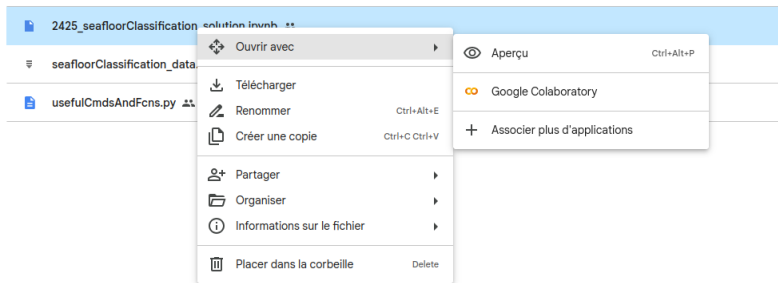 2425_seafloorClassification_solution.ipynb
Ouvrir avec
Aperçu Ctrl+Alt+P
seafloorClassification_data.
Télécharger
Google Colaboratory
usefulCmdsAndFcns.py
Renommer Ctrl+Alt+E
Créer une copie Ctrl+C Ctrl+V
Associer plus d'applications
Partager
Organiser
Informations sur le fichier
Placer dans la corbeille Delete